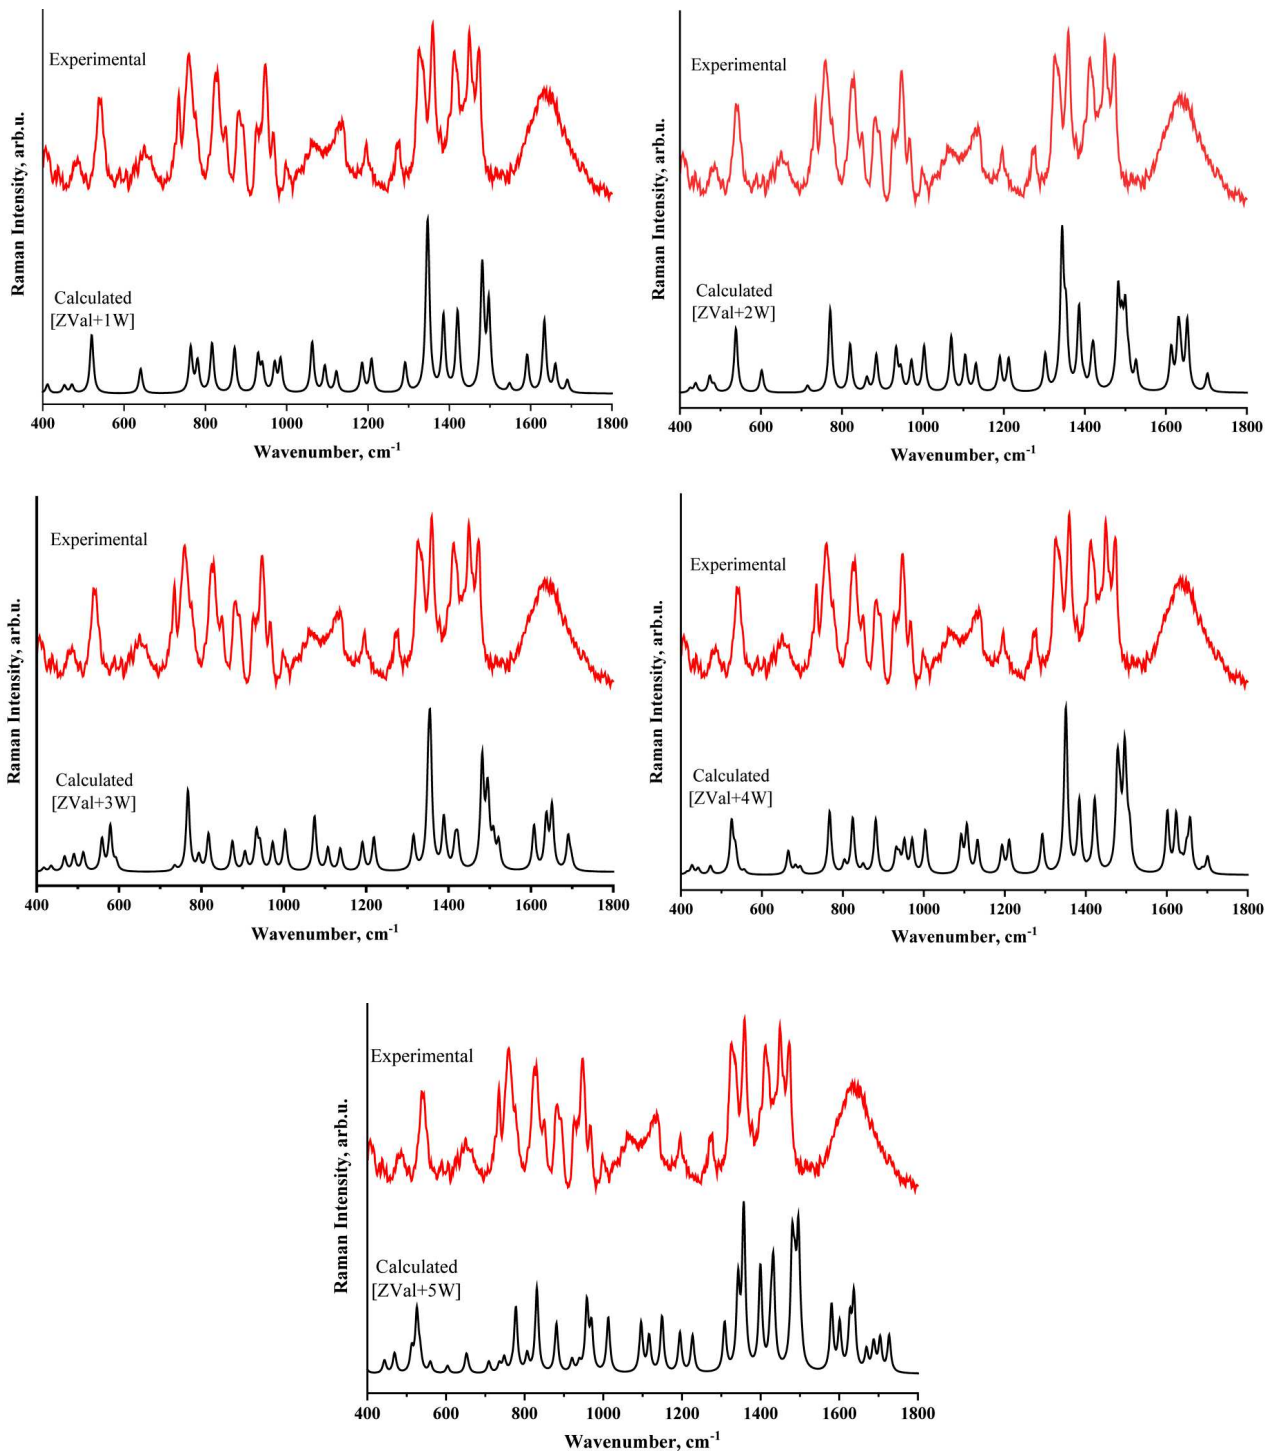 Experimental
Calculated
[ZVal+1W]
Raman Intensity, arb.u.
400 600 800 1000 1200 1400 1600 1800
Wavenumber, cm-1
Experimental
Calculated
[ZVal+2W]
Raman Intensity, arb.u.
400 600 800 1000 1200 1400 1600 1800
Wavenumber, cm-1
Experimental
Calculated
[ZVal+3W]
Raman Intensity, arb.u.
400 600 800 1000 1200 1400 1600 1800
Wavenumber, cm-1
Experimental
Calculated
[ZVal+4W]
Raman Intensity, arb.u.
400 600 800 1000 1200 1400 1600 1800
Wavenumber, cm-1
Experimental
Calculated
[ZVal+5W]
Raman Intensity, arb.u.
400 600 800 1000 1200 1400 1600 1800
Wavenumber, cm-1